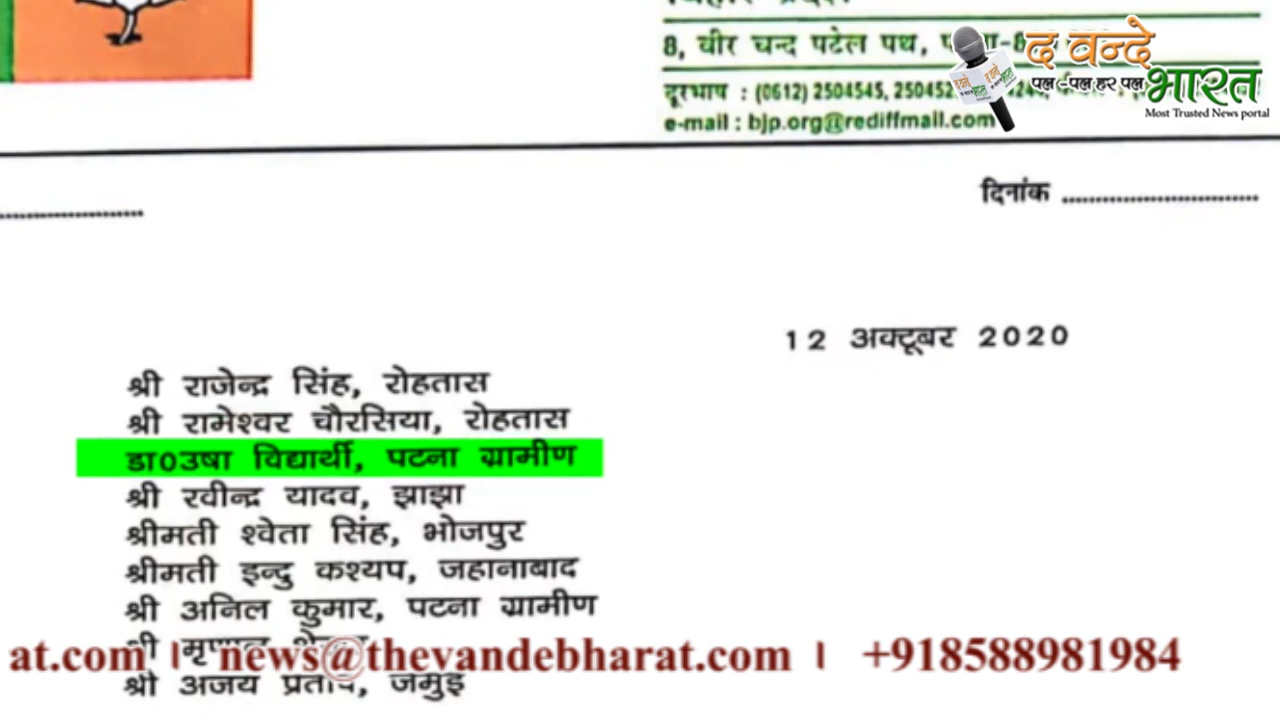 8, वीर चन्द पटेल पथ,
दूरभाष : (0612) 2504545,
e-mail : bjp.org@rediffmail.com
द वन्दे
पल -पल हर पल भारत
Most Trusted News portal
दिनांक
12 अक्टूबर 2020
श्री राजेन्द्र सिंह, रोहतास
श्री रामेश्वर चौरसिया, रोहतास
डा0उषा विद्यार्थी, पटना ग्रामीण
श्री रवीन्द्र यादव, झाझा
श्रीमती श्वेता सिंह, भोजपुर
श्रीमती इन्दु कश्यप, जहानाबाद
श्री अनिल कुमार, पटना ग्रामीण
श्री
at.com | news@thevandebharat.com | +918588981984
श्री अजय प्रताप, जमुई